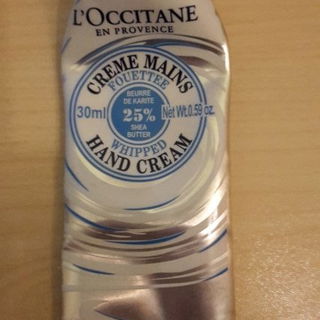 L'OCCITANE
EN PROVENCE
CREME MAINS
FOUETTEE
BEURRE
DE KARITE
30ml 25% Net Wt.0.59 oz.
SHEA
BUTTER
WHIPPED
HAND CREAM